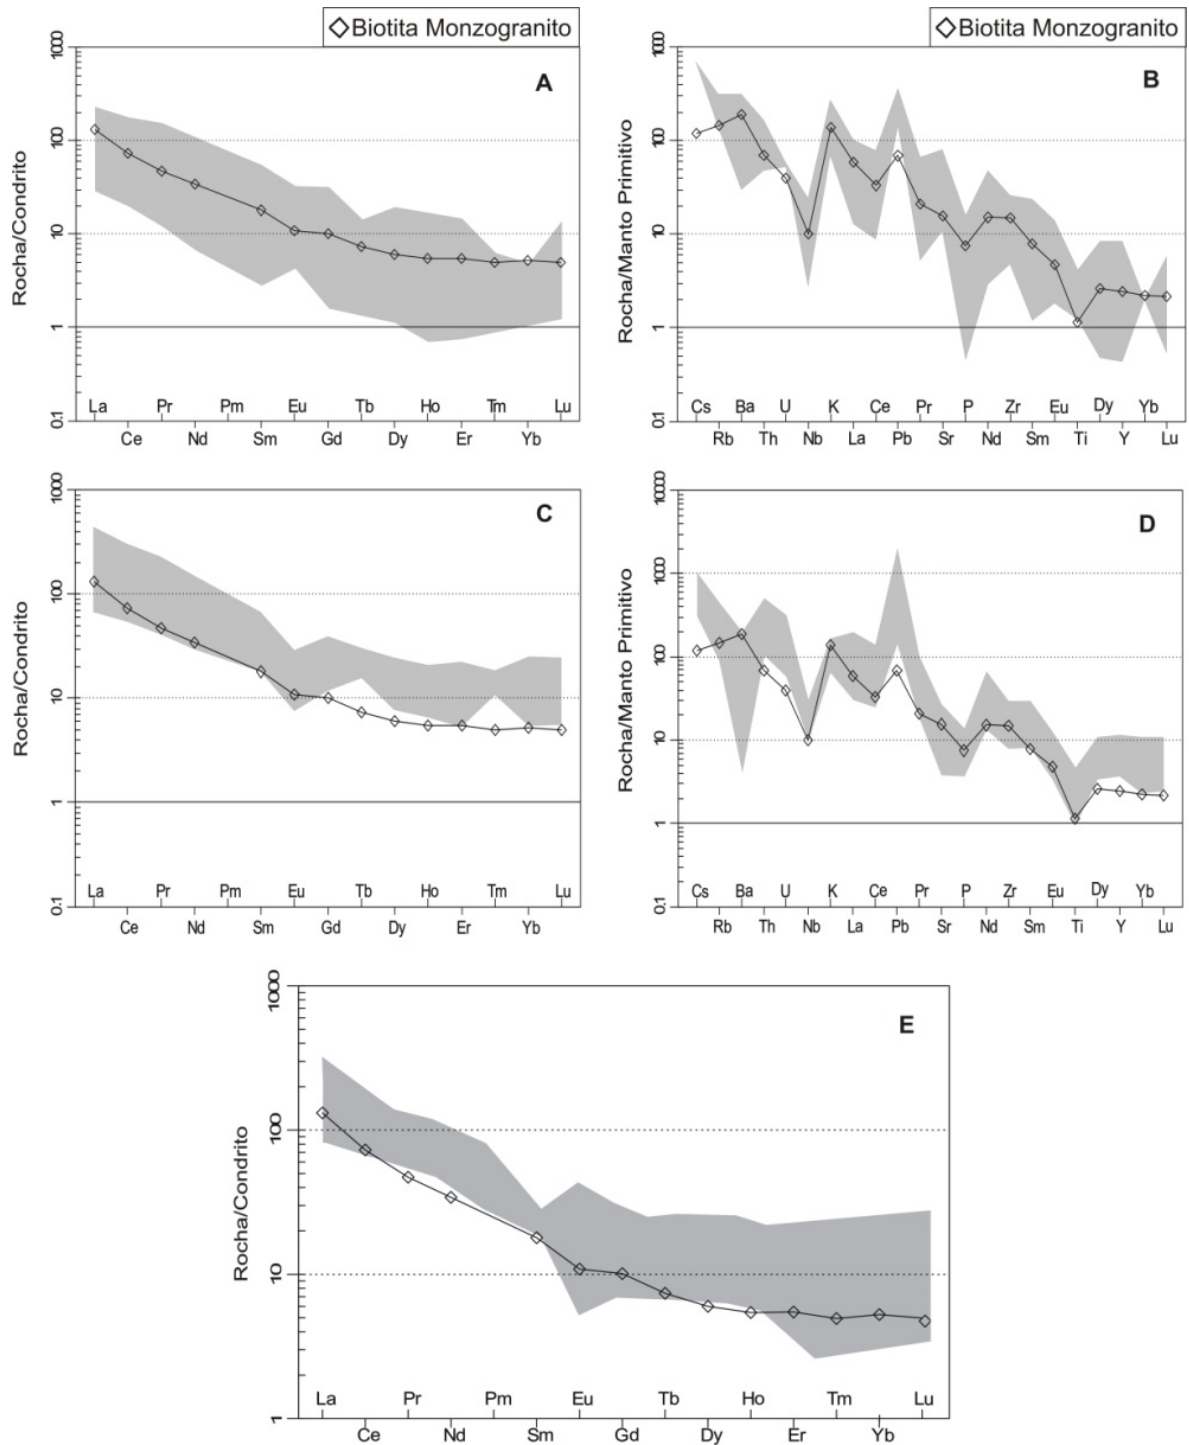 ◇Biotita Monzogranito
◇Biotita Monzogranito
A
Rocha/Condrito
1000
100
10
1
0.1
La Pr Pm Eu Tb Ho Tm Lu
Ce Nd Sm Gd Dy Er Yb
B
Rocha/Manto Primitivo
1000
100
10
1
0.1
Cs Ba U K Ce Pr P Zr Eu Dy Yb
Rb Th Nb La Pb Sr Nd Sm Ti Y Lu
C
Rocha/Condrito
1000
100
10
1
0.1
La Pr Pm Eu Tb Ho Tm Lu
Ce Nd Sm Gd Dy Er Yb
D
Rocha/Manto Primitivo
10000
1000
100
10
1
0.1
Cs Ba U K Ce Pr P Zr Eu Dy Yb
Rb Th Nb La Pb Sr Nd Sm Ti Y Lu
E
Rocha/Condrito
1000
100
10
1
La Pr Pm Eu Tb Ho Tm Lu
Ce Nd Sm Gd Dy Er Yb